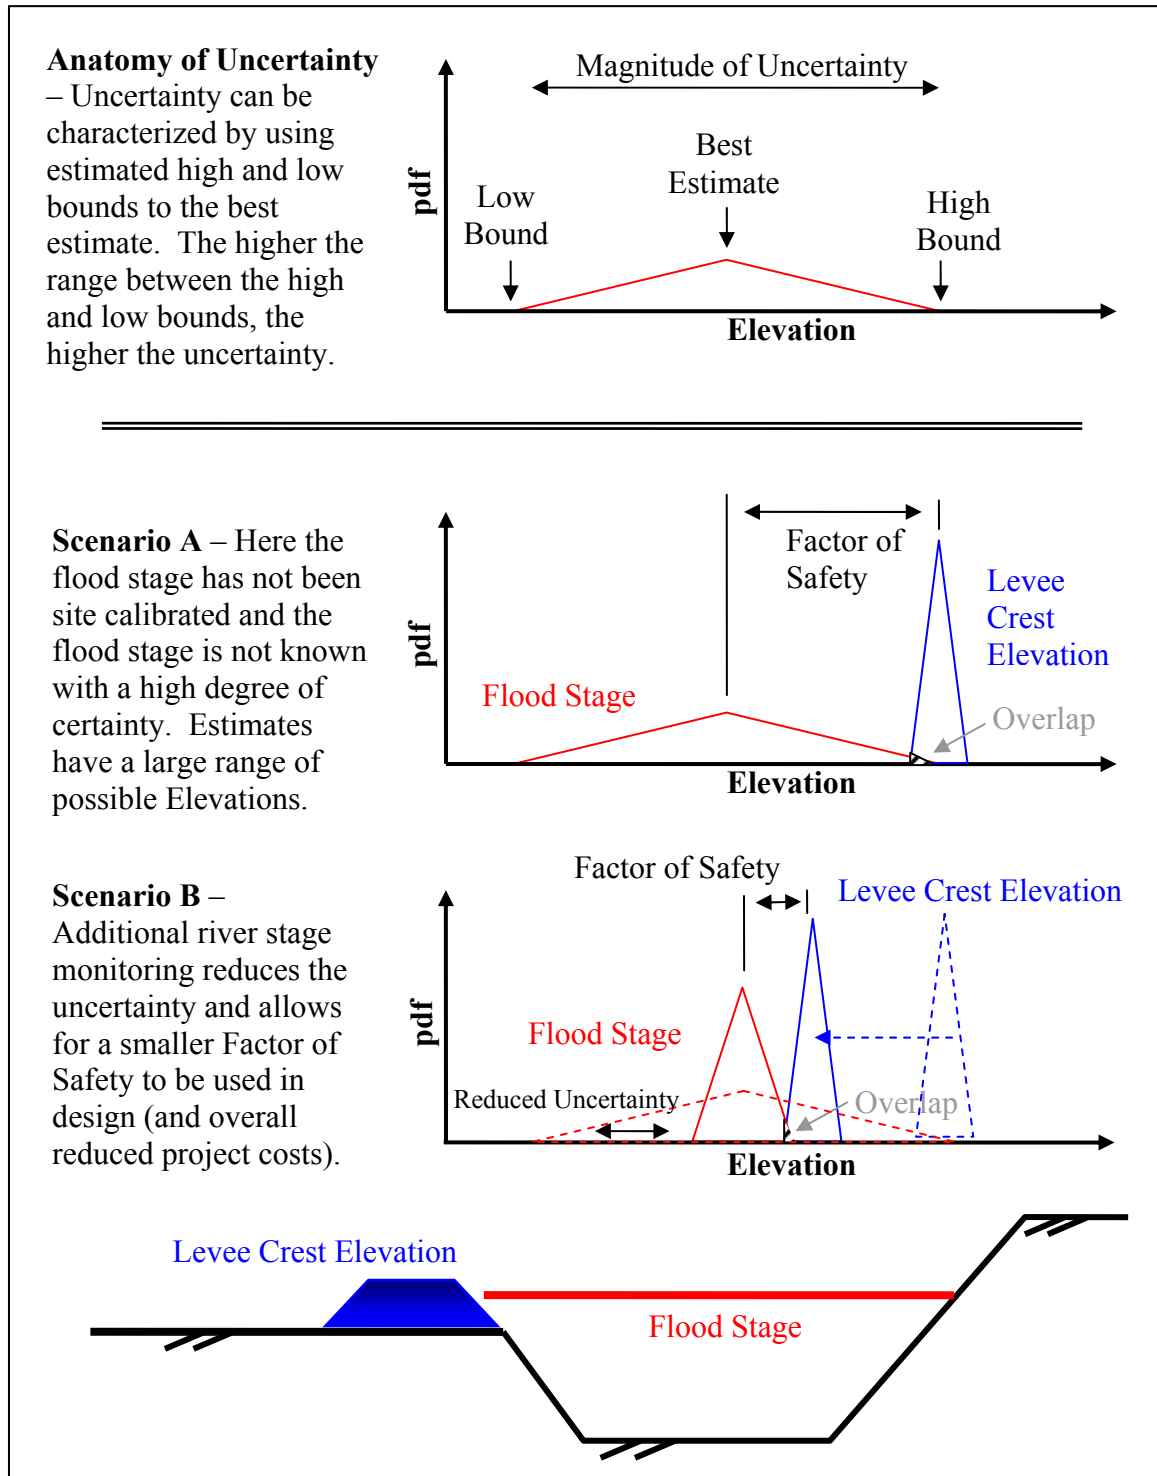 Anatomy of Uncertainty
– Uncertainty can be
characterized by using
estimated high and low
bounds to the best
estimate.  The higher the
range between the high
and low bounds, the
higher the uncertainty.
Magnitude of Uncertainty
pdf
Low
Bound
Best
Estimate
High
Bound
Elevation
Scenario A – Here the
flood stage has not been
site calibrated and the
flood stage is not known
with a high degree of
certainty.  Estimates
have a large range of
possible Elevations.
pdf
Factor of
Safety
Levee
Crest
Elevation
Flood Stage
Overlap
Elevation
Scenario B –
Additional river stage
monitoring reduces the
uncertainty and allows
for a smaller Factor of
Safety to be used in
design (and overall
reduced project costs).
pdf
Factor of Safety
Levee Crest Elevation
Flood Stage
Reduced Uncertainty
Overlap
Elevation
Levee Crest Elevation
Flood Stage